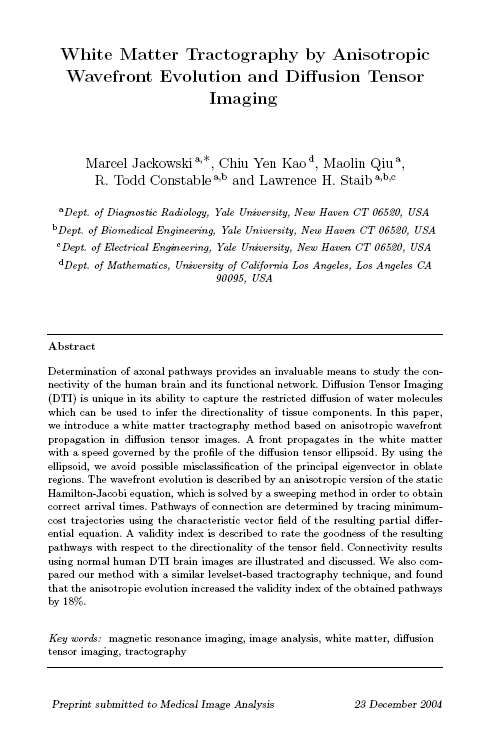 White Matter Tractography by Anisotropic
Wavefront Evolution and Diffusion Tensor
Imaging
Marcel Jackowski a,*, Chiu Yen Kao d, Maolin Qiu a,
R. Todd Constable a,b and Lawrence H. Staib a,b,c
a Dept. of Diagnostic Radiology, Yale University, New Haven CT 06520, USA
b Dept. of Biomedical Engineering, Yale University, New Haven CT 06520, USA
c Dept. of Electrical Engineering, Yale University, New Haven CT 06520, USA
d Dept. of Mathematics, University of California Los Angeles, Los Angeles CA
90095, USA
Abstract
Determination of axonal pathways provides an invaluable means to study the con-
nectivity of the human brain and its functional network. Diffusion Tensor Imaging
(DTI) is unique in its ability to capture the restricted diffusion of water molecules
which can be used to infer the directionality of tissue components. In this paper,
we introduce a white matter tractography method based on anisotropic wavefront
propagation in diffusion tensor images. A front propagates in the white matter
with a speed governed by the profile of the diffusion tensor ellipsoid. By using the
ellipsoid, we avoid possible misclassification of the principal eigenvector in oblate
regions. The wavefront evolution is described by an anisotropic version of the static
Hamilton-Jacobi equation, which is solved by a sweeping method in order to obtain
correct arrival times. Pathways of connection are determined by tracing minimum-
cost trajectories using the characteristic vector field of the resulting partial differ-
ential equation. A validity index is described to rate the goodness of the resulting
pathways with respect to the directionality of the tensor field. Connectivity results
using normal human DTI brain images are illustrated and discussed. We also com-
pared our method with a similar levelset-based tractography technique, and found
that the anisotropic evolution increased the validity index of the obtained pathways
by 18%.
Key words: magnetic resonance imaging, image analysis, white matter, diffusion
tensor imaging, tractography
Preprint submitted to Medical Image Analysis 23 December 2004